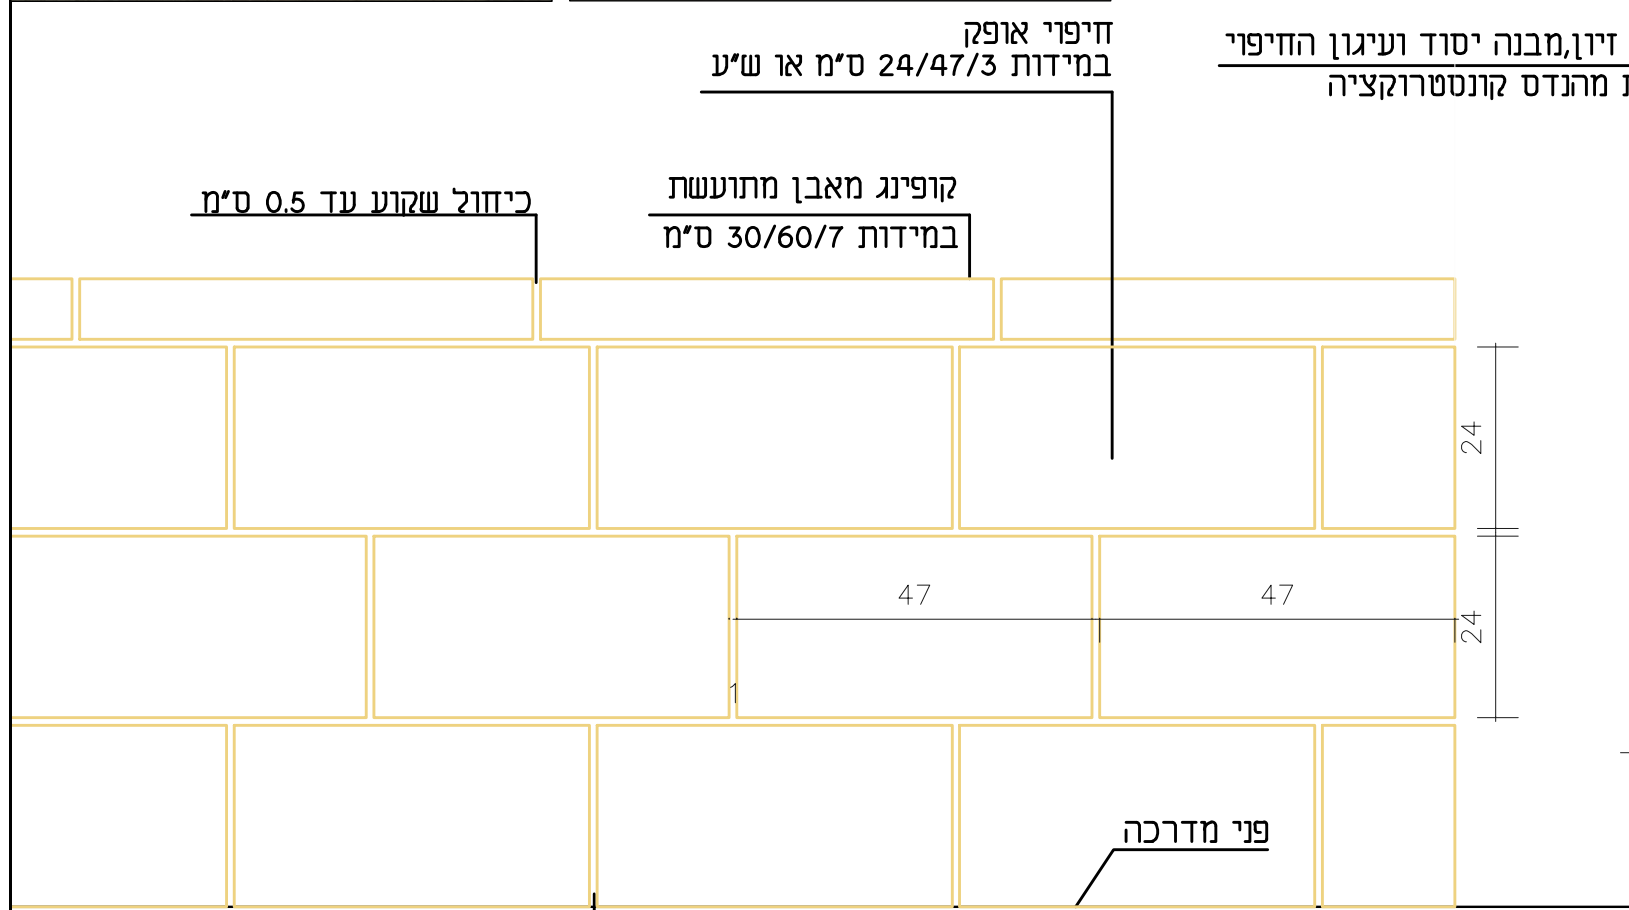 חיפוי אופק
במידות 24/47/3 ס"מ או ש"ע
זיון,מבנה יסוד ועיגון החיפוי
מהנדס קונסטרוקציה
קופינג מאבן מתועשת
במידות 30/60/7 ס"מ
כיחול שקוע עד 0.5 ס"מ
24
47
47
24
1
פני מדרכה